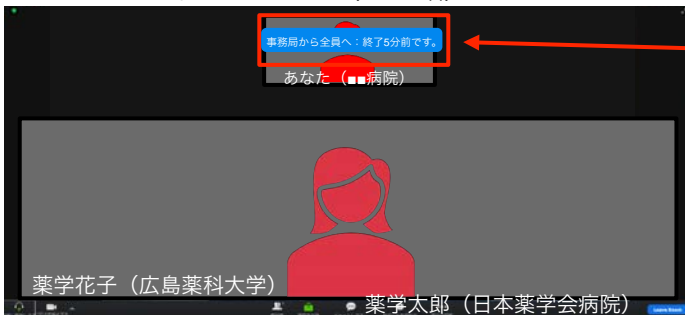 事務局から全員へ：終了5分前です。
あなた（■■病院）
薬学花子（広島薬科大学）
薬学太郎（日本薬学会病院）